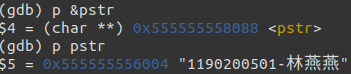 (gdb) p &pstr
$4 = (char **) 0x555555558088 <pstr>
(gdb) p pstr
$5 = 0x555555556004 "1190200501-林燕燕"